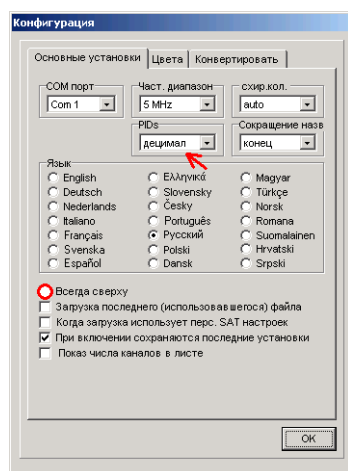 Конфигурация
Основные установки Цвета Конвертировать
COM порт Част. диапазон схир.кол.
Com 1 5 MHz auto
PIDs Сокращение назв
децимал конец
Язык
English Ελληνικά Magyar
Deutsch Slovensky Türkçe
Nederlands Česky Norsk
Italiano Português Romana
Français Русский Suomalainen
Svenska Polski Hrvatski
Español Dansk Srpski
Всегда сверху
Загрузка последнего (использовавшегося) файла
Когда загрузка использует перс. SAT настроек
При включении сохраняются последние установки
Показ числа каналов в листе
OK